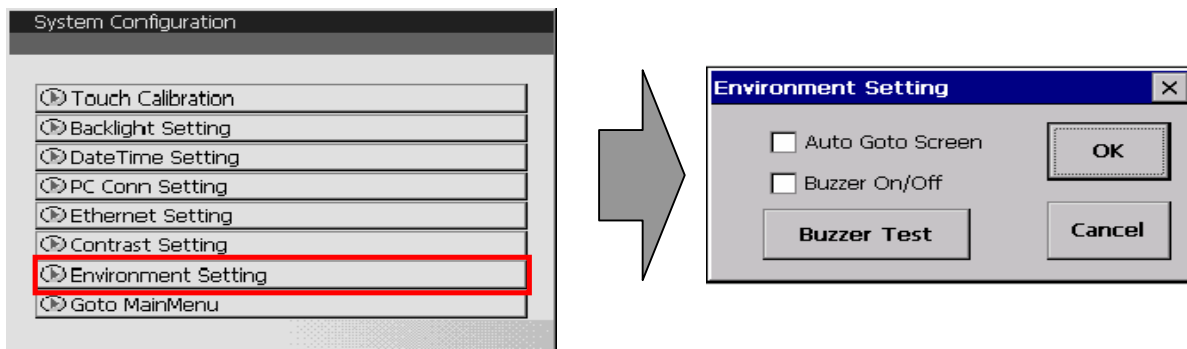 System Configuration
Touch Calibration
Backlight Setting
DateTime Setting
PC Conn Setting
Ethernet Setting
Contrast Setting
Environment Setting
Goto MainMenu
Environment Setting
Auto Goto Screen
OK
Buzzer On/Off
Buzzer Test
Cancel